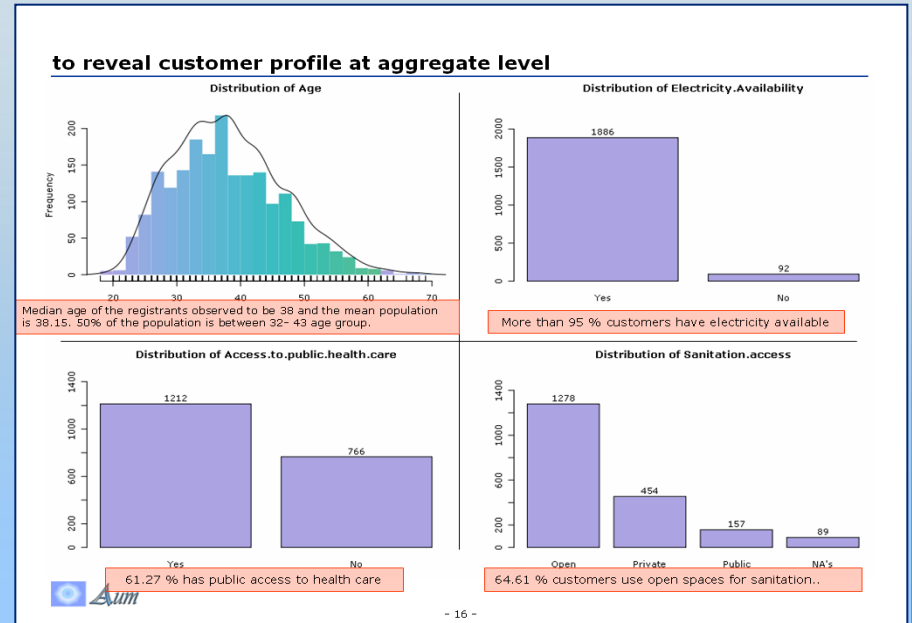 to reveal customer profile at aggregate level
Distribution of Age
Frequency
0
50
100
150
200
20
30
40
50
60
70
Median age of the registrants observed to be 38 and the mean population
is 38.15. 50% of the population is between 32– 43 age group.
Distribution of Electricity.Availability
0
500
1000
1500
2000
1886
92
Yes
No
More than 95 % customers have electricity available
Distribution of Access.to.public.health.care
0
200
600
1000
1400
1212
766
Yes
No
61.27 % has public access to health care
Distribution of Sanitation.access
0
200
600
1000
1400
1278
454
157
89
Open
Private
Public
NA's
64.61 % customers use open spaces for sanitation..
Aum
- 16 -